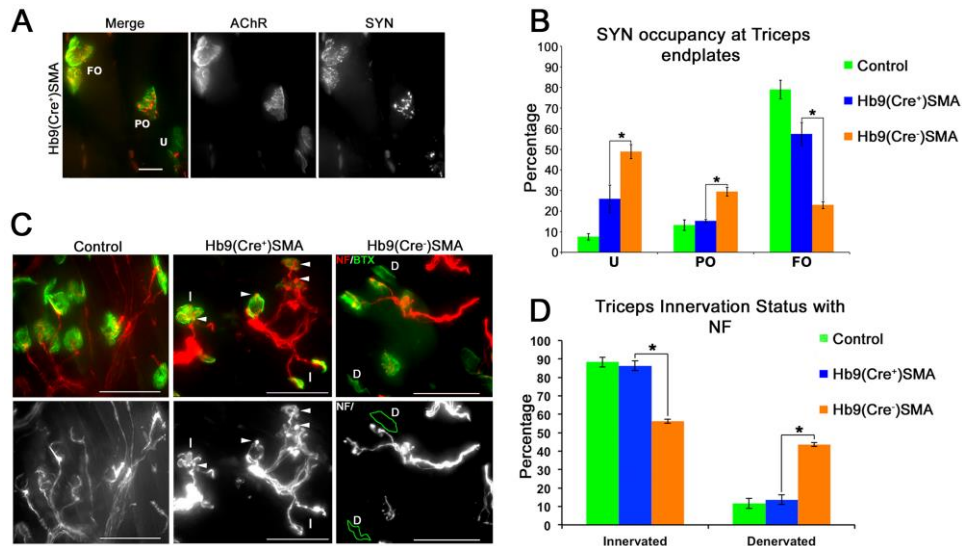 A
Merge
AChR
SYN
Hb9(Cre⁺)SMA
FO
PO
U
B
SYN occupancy at Triceps
endplates
Percentage
100
90
80
70
60
50
40
30
20
10
0
*
*
*
U
PO
FO
Control
Hb9(Cre⁺)SMA
Hb9(Cre⁻)SMA
C
Control
Hb9(Cre⁺)SMA
Hb9(Cre⁻)SMA
I
I
NF/BTX
D
D
I
I
NF/
D
D
D
Triceps Innervation Status with
NF
Percentage
100
90
80
70
60
50
40
30
20
10
0
*
*
Innervated
Denervated
Control
Hb9(Cre⁺)SMA
Hb9(Cre⁻)SMA